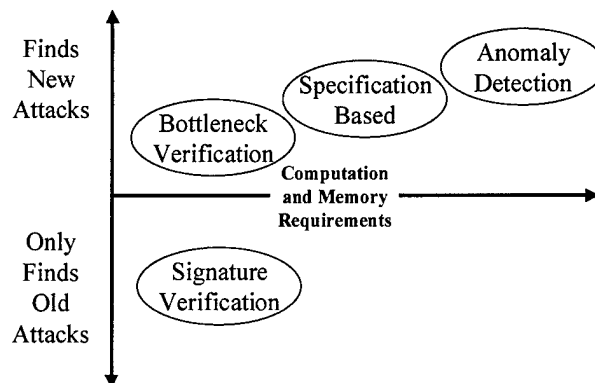 Finds
New
Attacks
Anomaly
Detection
Specification
Based
Bottleneck
Verification
Computation
and Memory
Requirements
Only
Finds
Old
Attacks
Signature
Verification